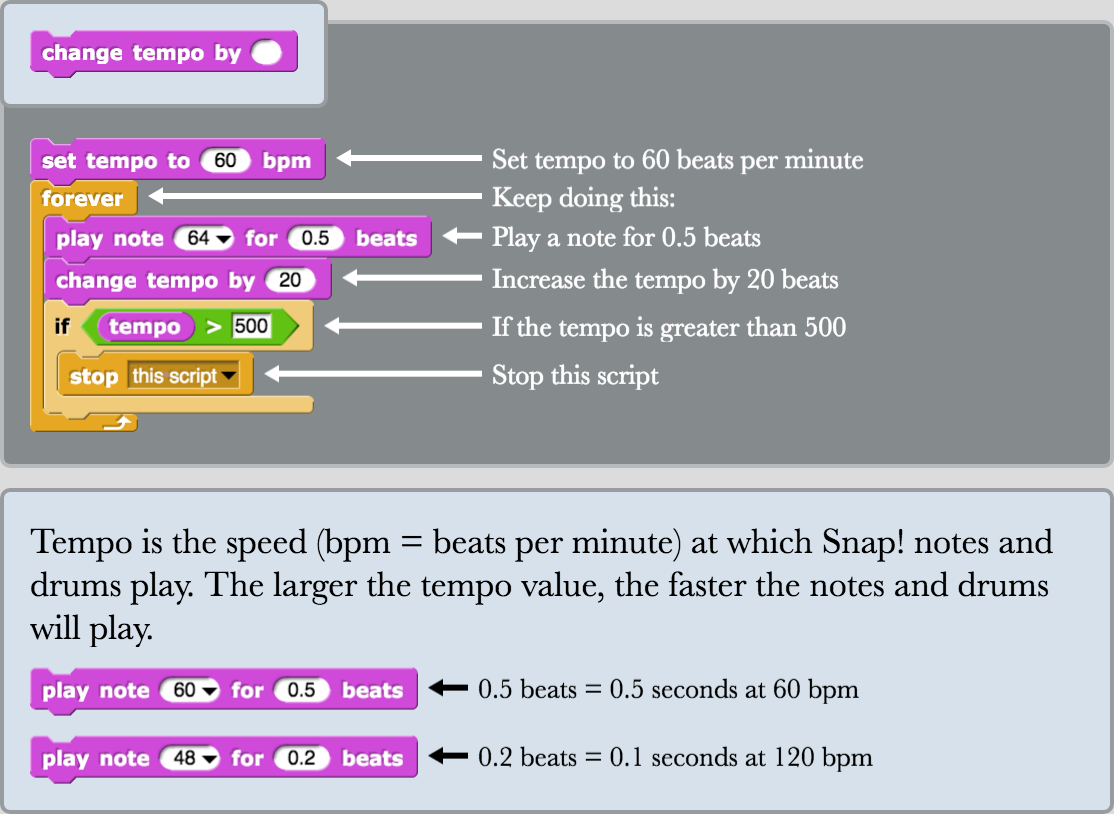 change tempo by
set tempo to 60 bpm Set tempo to 60 beats per minute
forever Keep doing this:
play note 64 for 0.5 beats Play a note for 0.5 beats
change tempo by 20 Increase the tempo by 20 beats
if tempo > 500 If the tempo is greater than 500
stop this script Stop this script
Tempo is the speed (bpm = beats per minute) at which Snap! notes and
drums play. The larger the tempo value, the faster the notes and drums
will play.
play note 60 for 0.5 beats 0.5 beats = 0.5 seconds at 60 bpm
play note 48 for 0.2 beats 0.2 beats = 0.1 seconds at 120 bpm